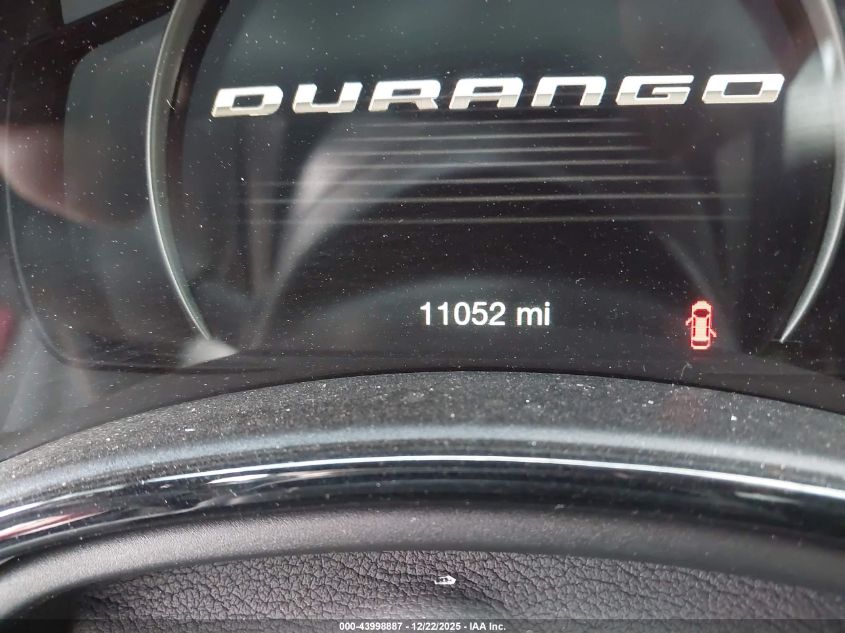 DURANGO
11052 mi
000-43998887 - 12/22/2025 - IAA Inc.